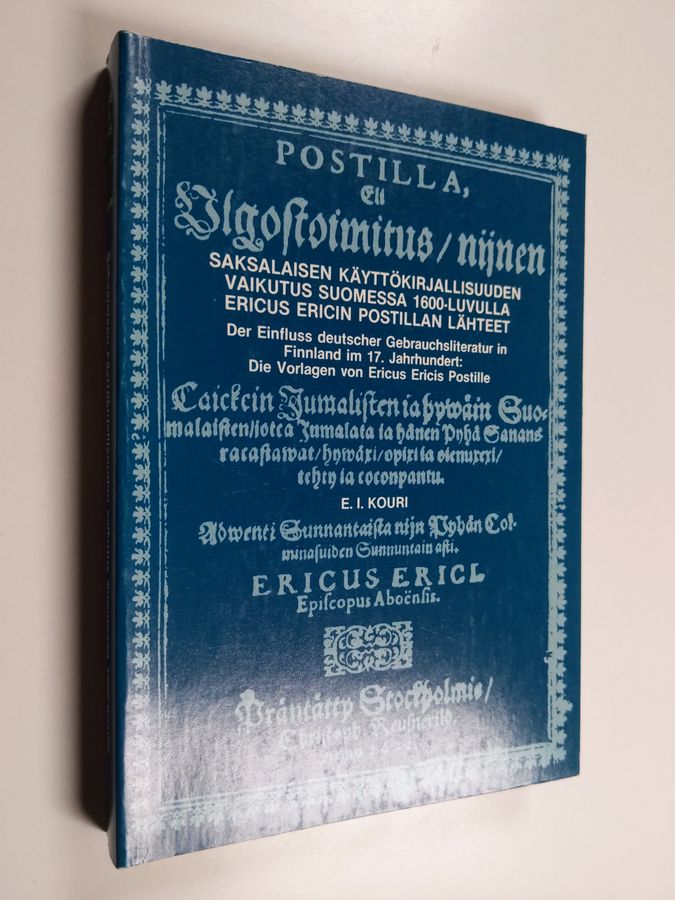 POSTILLA,
Eli
Ulgostoimitus/nijnen
SAKSALAISEN KÄYTTÖKIRJALLISUUDEN
VAIKUTUS SUOMESSA 1600-LUVULLA
ERICUS ERICIN POSTILLAN LÄHTEET
Der Einfluss deutscher Gebrauchsliteratur in
Finnland im 17. Jahrhundert:
Die Vorlagen von Ericus Ericis Postille
Caickein Jumalisten ia hywäin Suo-
malaisten/iotca Jumalata ia hänen Pyhä Sanans
racastawat/hywäxi/opixi ia
tehty ia coconpantu.
E. I. KOURI
Adwenti Sunnantaista nijn Pyhän Col-
minaisuiden Sunnuntain asti.
ERICUS ERICI.
Episcopus Aboënsis.
Präntätty Stockholmis/
Christoph.